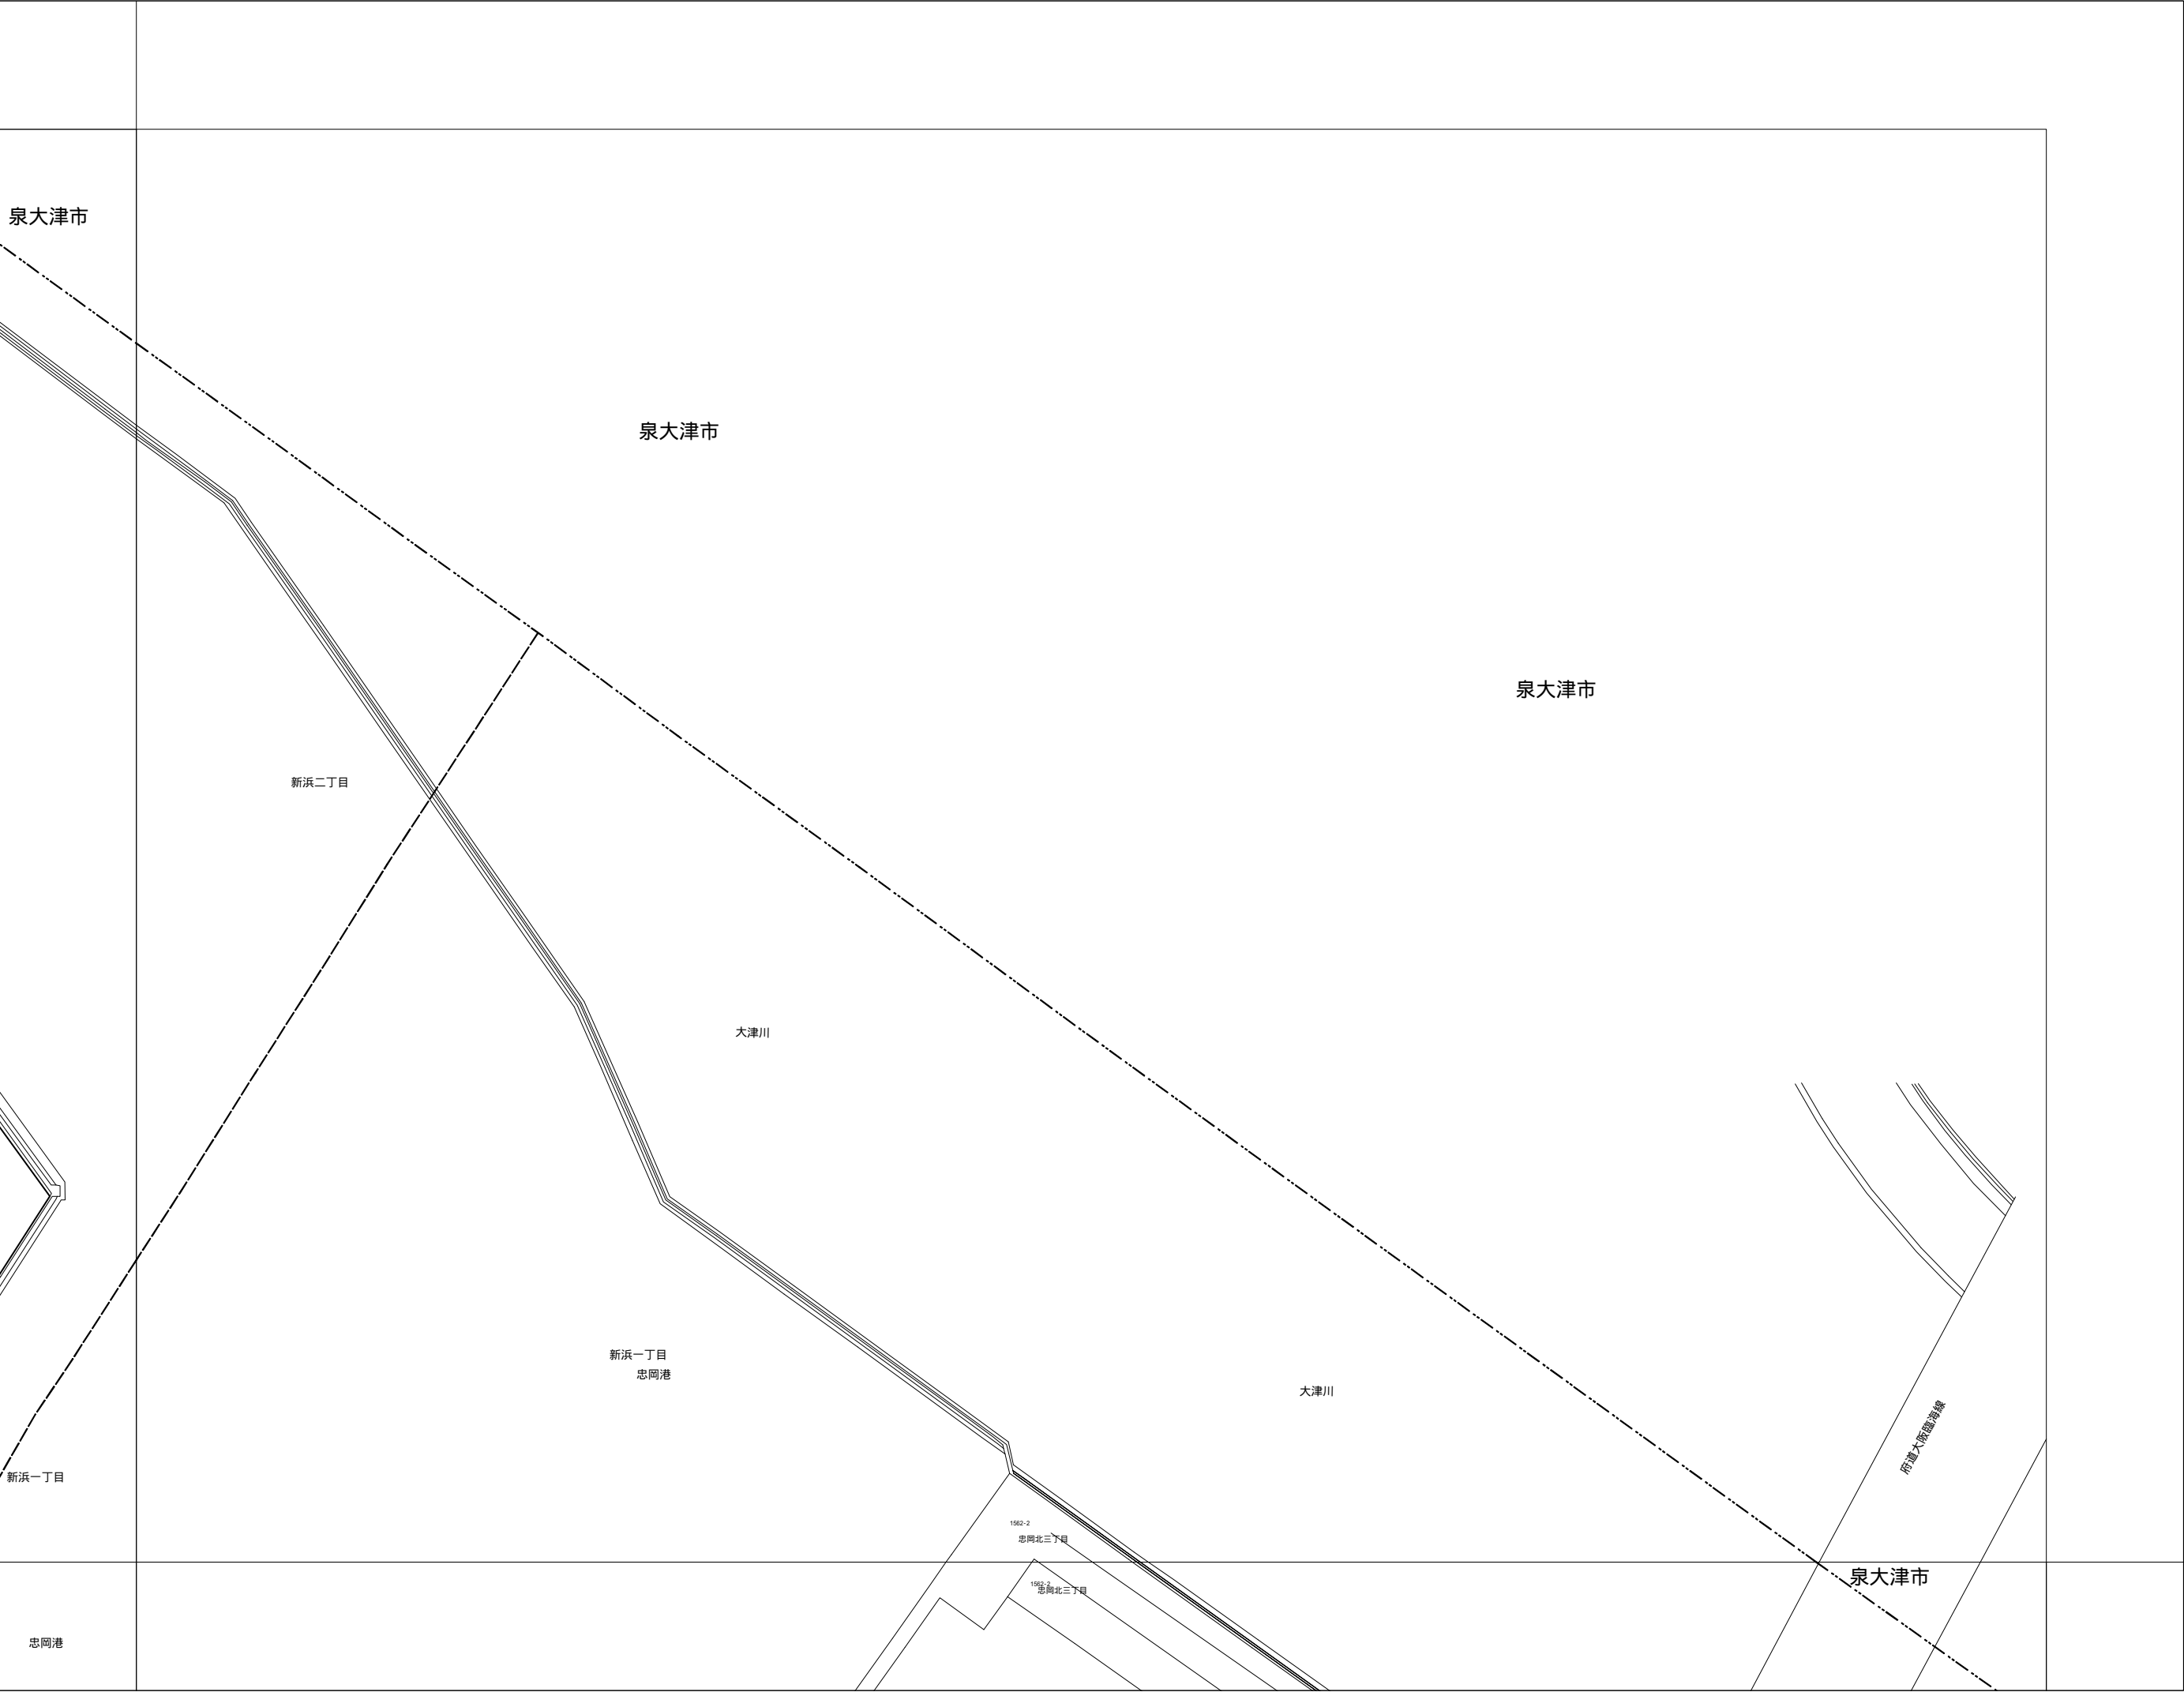 泉大津市
泉大津市
泉大津市
新浜二丁目
大津川
新浜一丁目
忠岡港
大津川
府道大阪臨海線
新浜一丁目
1562-2
忠岡北三丁目
泉大津市
1562-2
忠岡北三丁目
忠岡港